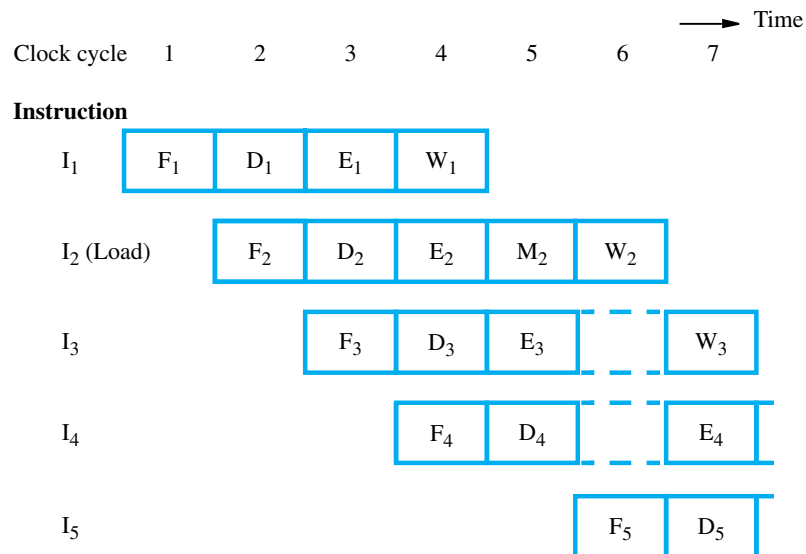 Time
Clock cycle 1 2 3 4 5 6 7
Instruction
I1 F1 D1 E1 W1
I2 (Load) F2 D2 E2 M2 W2
I3 F3 D3 E3 W3
I4 F4 D4 E4
I5 F5 D5